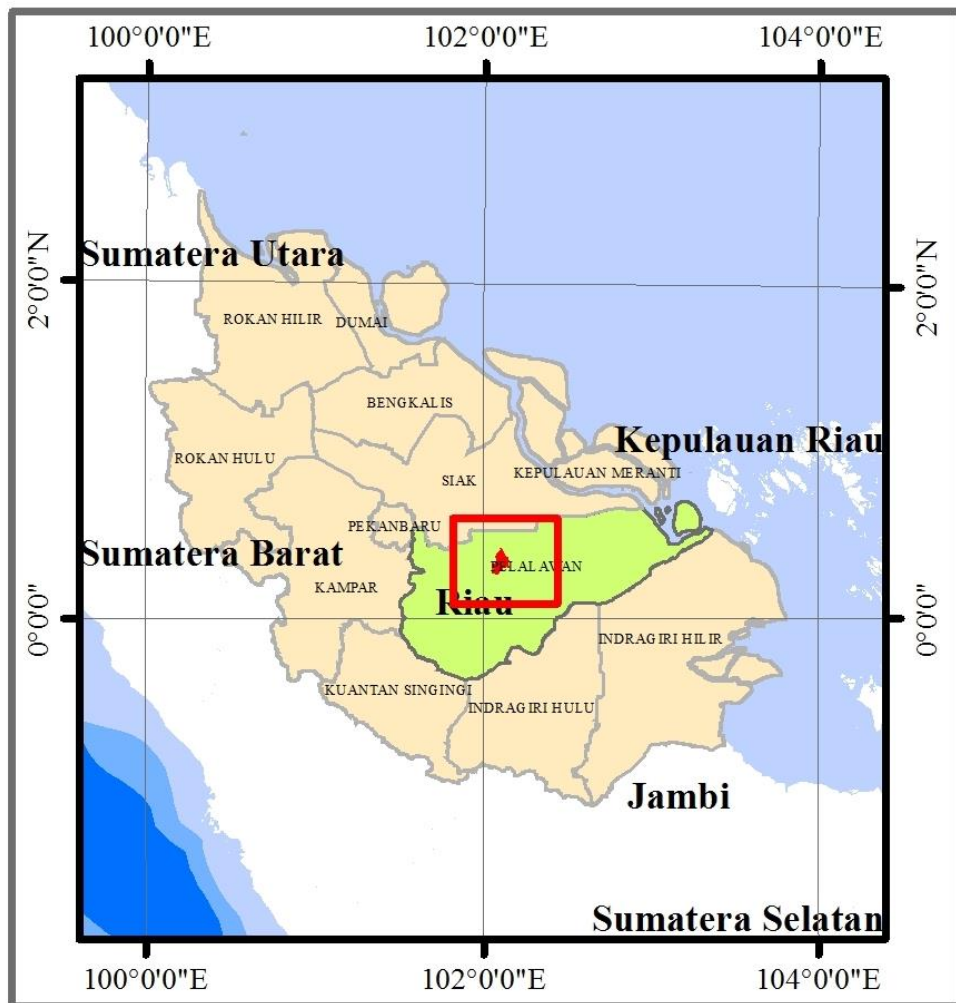 100°0'0"E 102°0'0"E 104°0'0"E
2°0'0"N
2°0'0"N
Sumatera Utara
ROKAN HILIR
DUMAI
BENGKALIS
Kepulauan Riau
ROKAN HULU
SIAK
KEPULAUAN MERANTI
PEKANBARU
Sumatera Barat
PELALAWAN
KAMPAR
Riau
0°0'0"
0°0'0"
INDRAGIRI HILIR
KUANTAN SINGINGI
INDRAGIRI HULU
Jambi
Sumatera Selatan
100°0'0"E 102°0'0"E 104°0'0"E